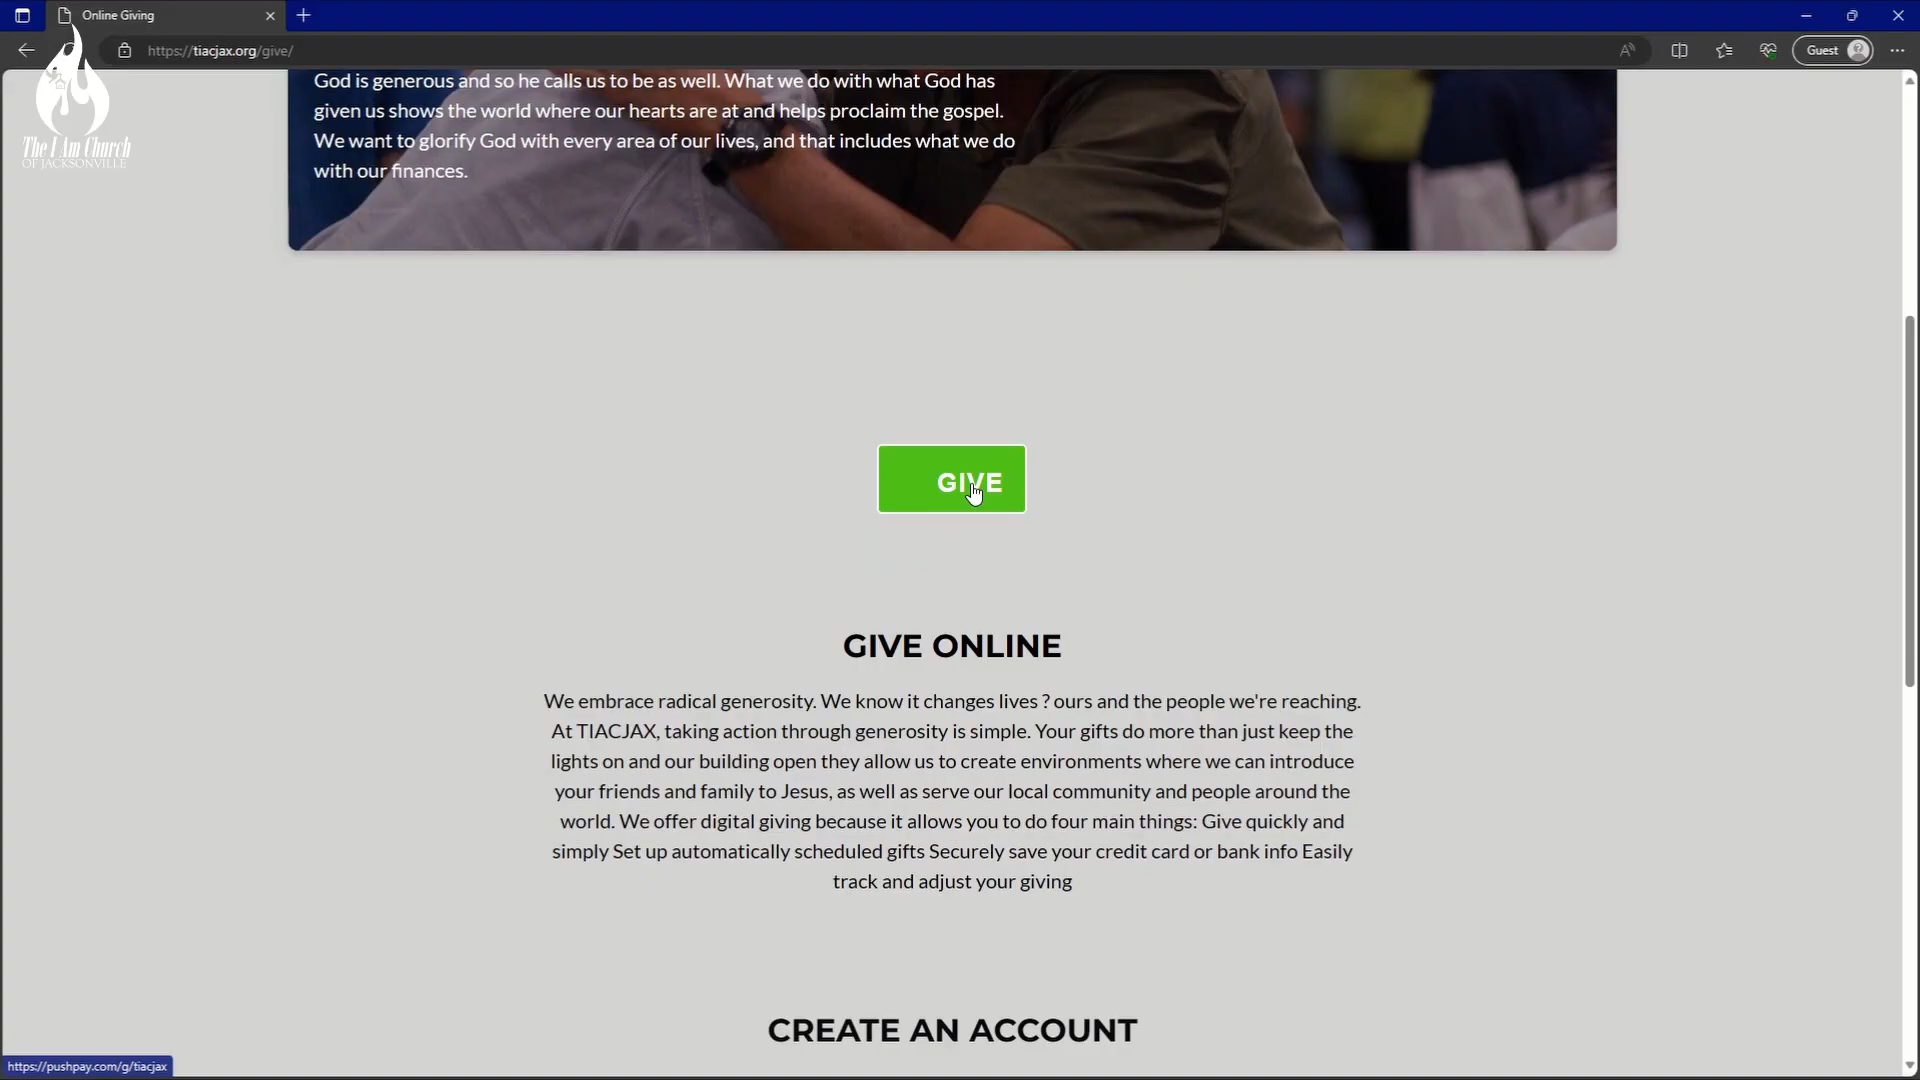 Online Giving
https://tiacjax.org/give/
Guest
The I Am Church
OF JACKSONVILLE
God is generous and so he calls us to be as well. What we do with what God has
given us shows the world where our hearts are at and helps proclaim the gospel.
We want to glorify God with every area of our lives, and that includes what we do
with our finances.
GIVE
GIVE ONLINE
We embrace radical generosity. We know it changes lives ? ours and the people we're reaching.
At TIACJAX, taking action through generosity is simple. Your gifts do more than just keep the
lights on and our building open they allow us to create environments where we can introduce
your friends and family to Jesus, as well as serve our local community and people around the
world. We offer digital giving because it allows you to do four main things: Give quickly and
simply Set up automatically scheduled gifts Securely save your credit card or bank info Easily
track and adjust your giving
CREATE AN ACCOUNT
https://pushpay.com/g/tiacjax